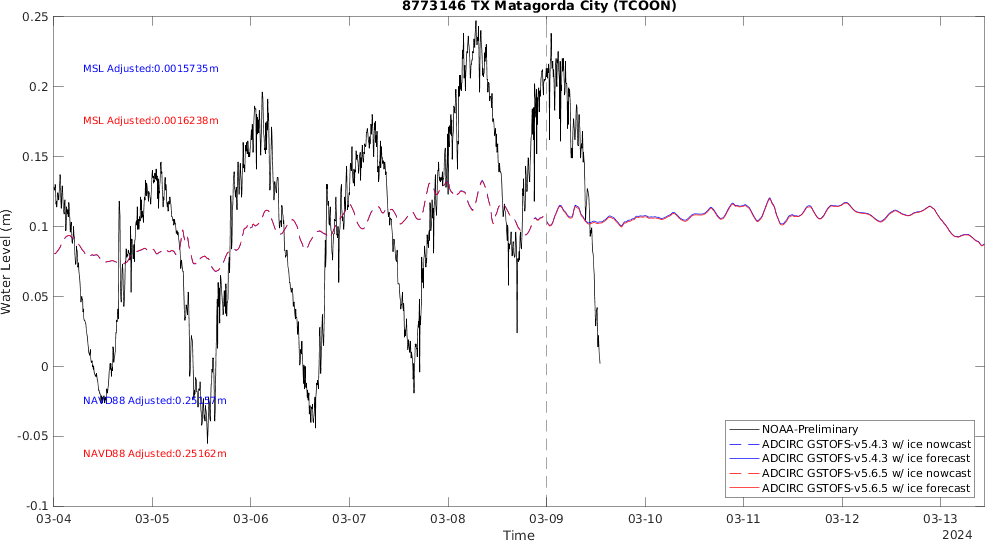 8773146 TX Matagorda City (TCOON)
0.25
0.2
0.15
0.1
0.05
0
-0.05
-0.1
Water Level (m)
MSL Adjusted:0.0015735m
MSL Adjusted:0.0016238m
NAVD88 Adjusted:0.25157m
NAVD88 Adjusted:0.25162m
NOAA-Preliminary
ADCIRC GSTOFS-v5.4.3 w/ ice nowcast
ADCIRC GSTOFS-v5.4.3 w/ ice forecast
ADCIRC GSTOFS-v5.6.5 w/ ice nowcast
ADCIRC GSTOFS-v5.6.5 w/ ice forecast
03-04 03-05 03-06 03-07 03-08 03-09 03-10 03-11 03-12 03-13
Time
2024